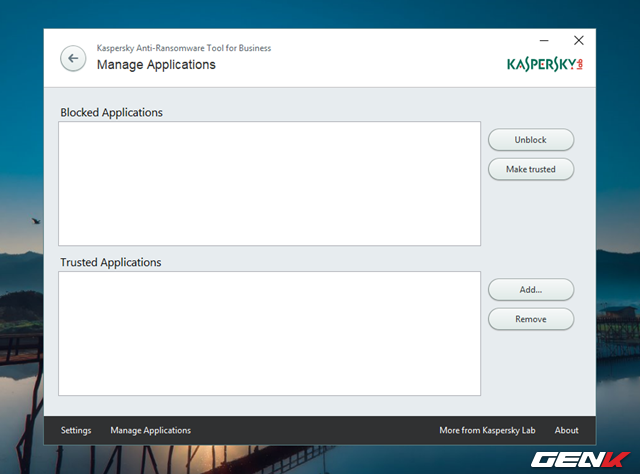 Kaspersky Anti-Ransomware Tool for Business
Manage Applications
KASPERSKY lab
Blocked Applications
Unblock
Make trusted
Trusted Applications
Add...
Remove
Settings
Manage Applications
More from Kaspersky Lab
About
GENK